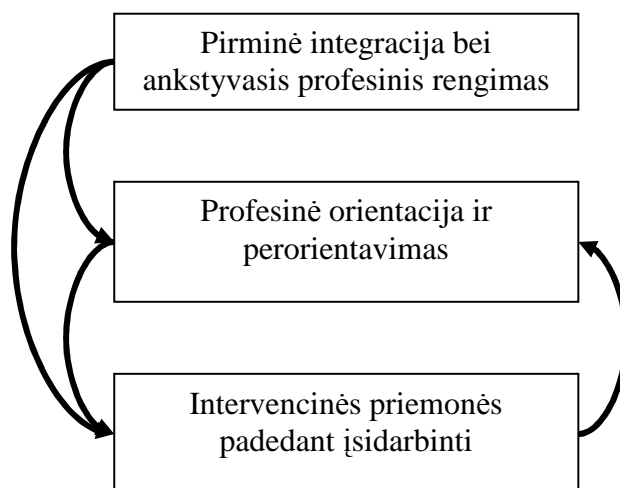 Pirminė integracija bei
ankstyvasis profesinis rengimas
Profesinė orientacija ir
perorientavimas
Intervencinės priemonės
padedant įsidarbinti